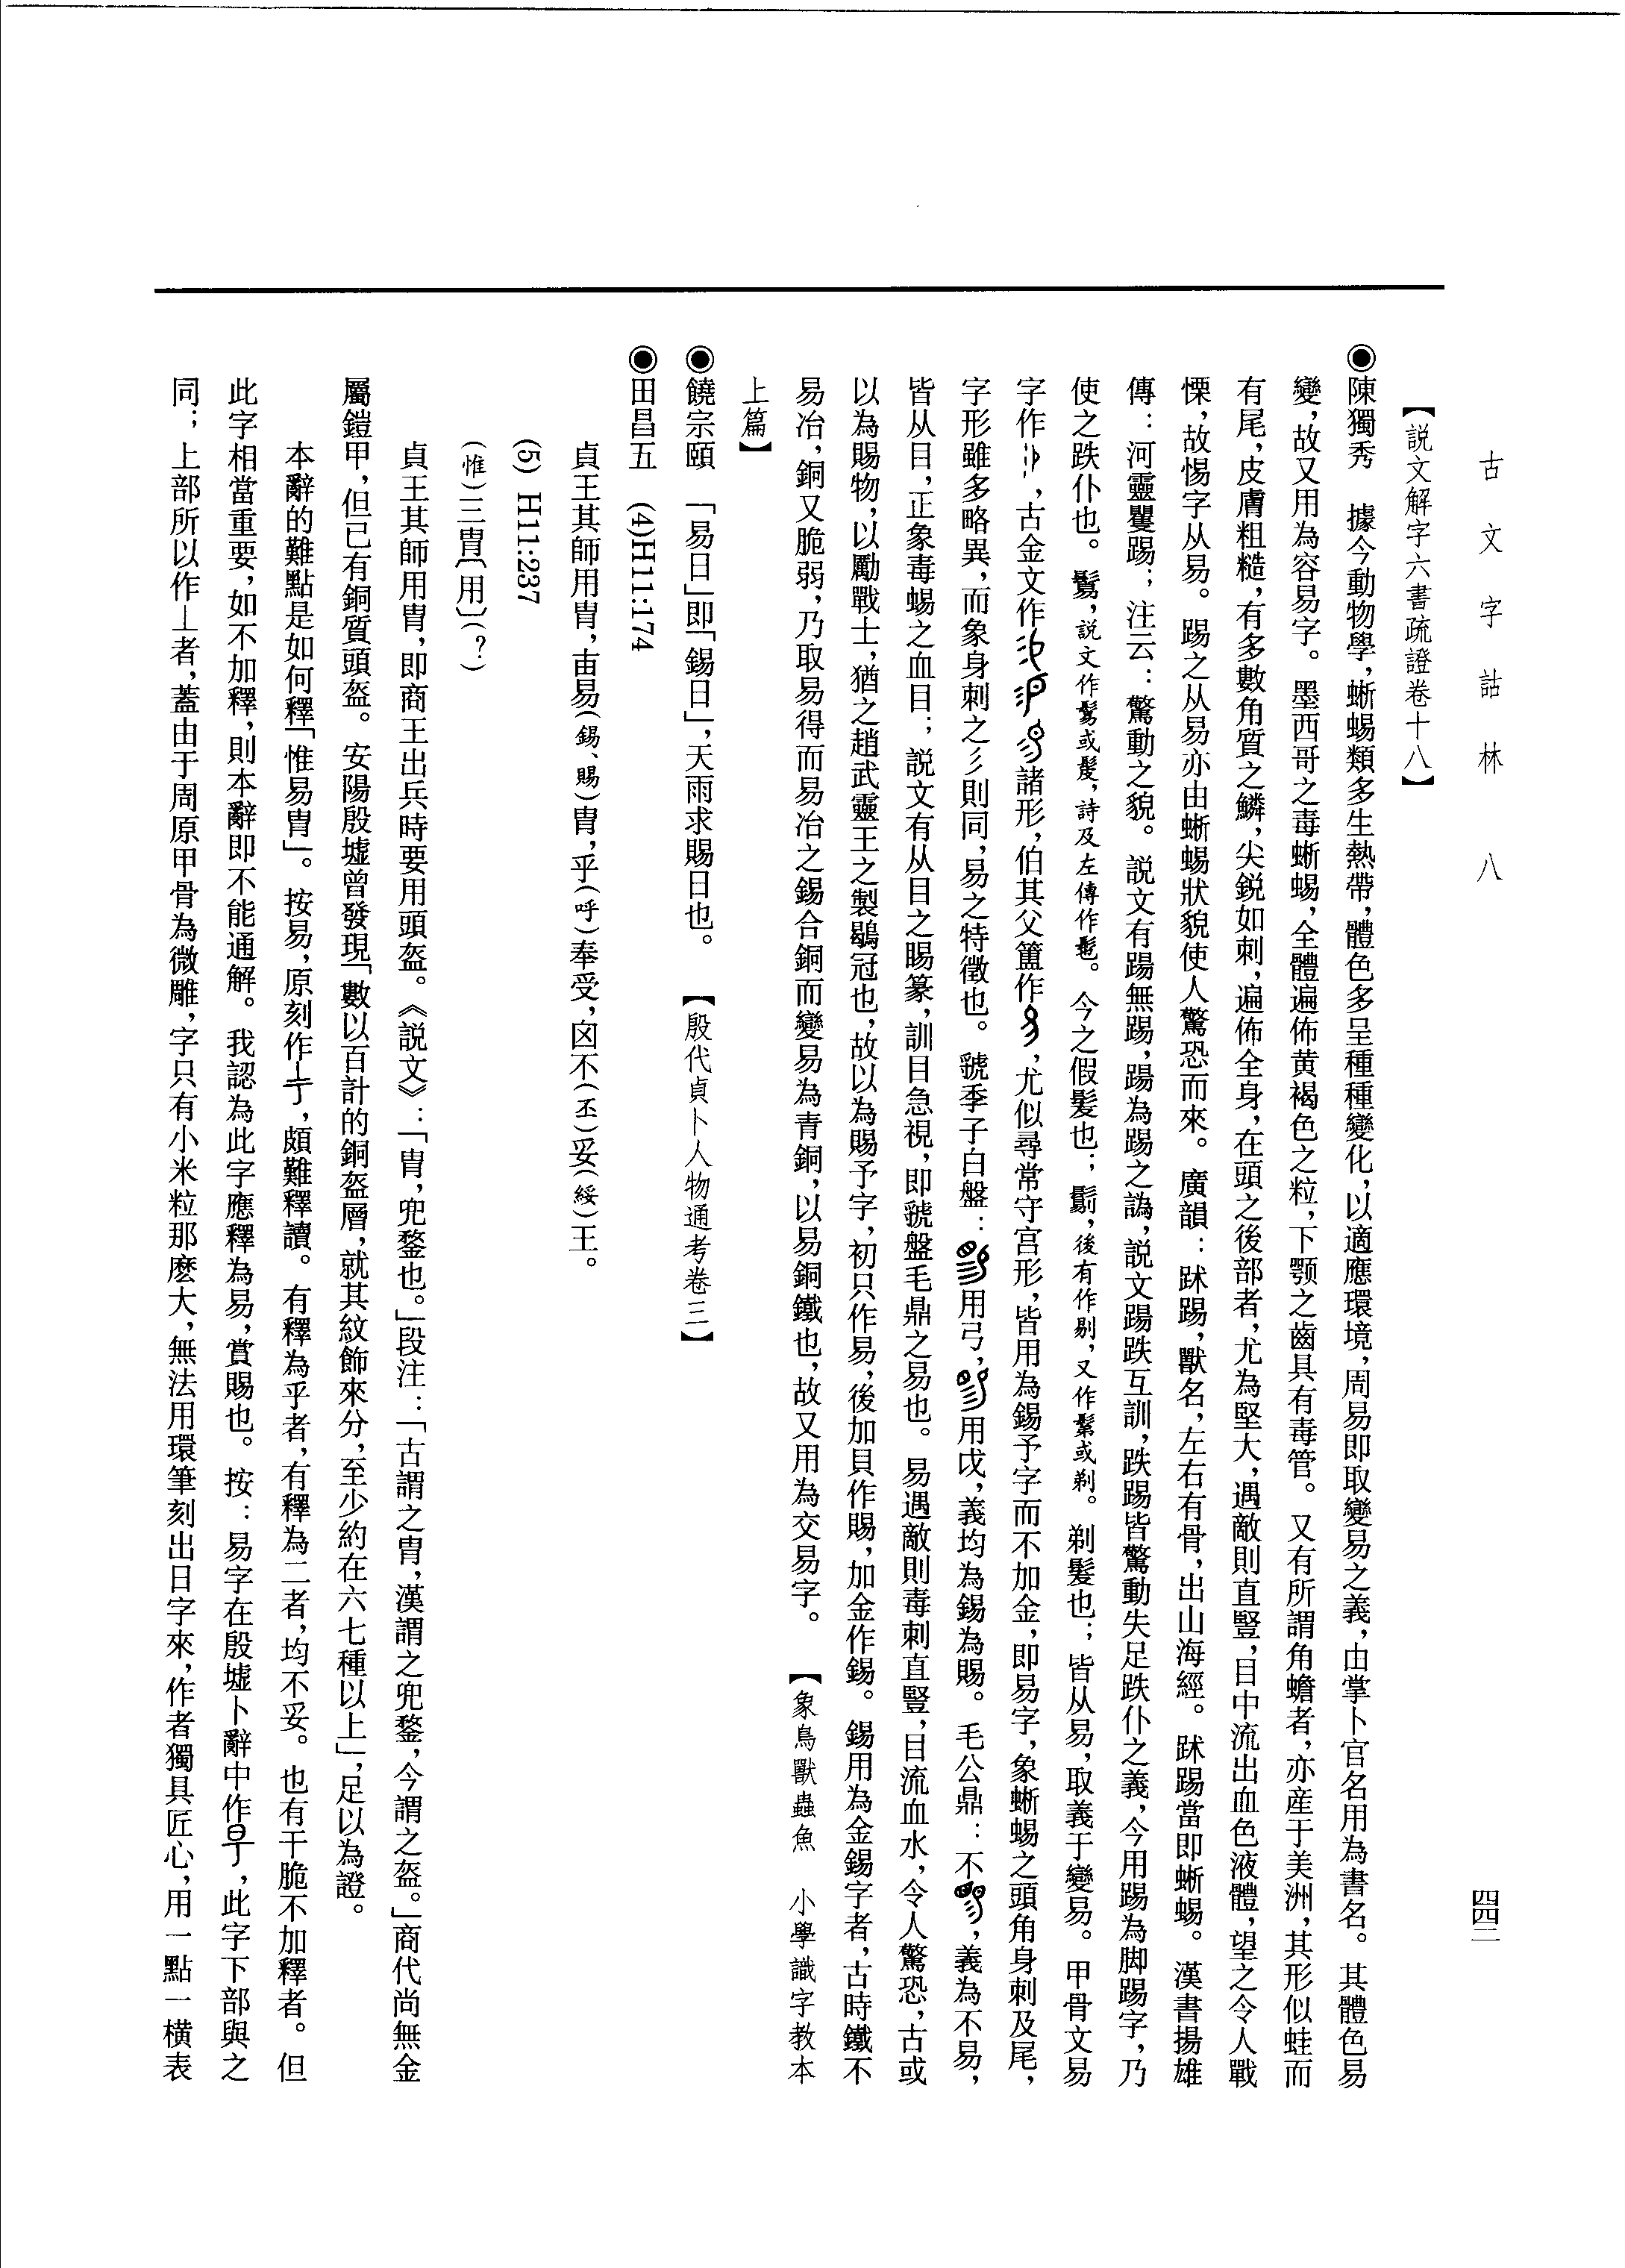 古文字詁林 八
四四二
【説文解字六書疏證卷十八】
◉陳獨秀 據今動物學，蜥蜴類多生熱帶，體色多呈種種變化，以適應環境，周易即取變易之義，由掌卜官名用為書名。其體色易
變，故又用為容易字。墨西哥之毒蜥蜴，全體遍佈黃褐色之粒，下颚之齒具有毒管。又有所謂角蟾者，亦産于美洲，其形似蛙而
有尾，皮膚粗糙，有多數角質之鱗，尖鋭如刺，遍佈全身，在頭之後部者，尤為堅大，遇敵則直豎，目中流出血色液體，望之令人戰
慄，故惕字从易。踢之从易亦由蜥蜴狀貌使人驚恐而來。廣韻：䟣踢，獸名，左右有骨，出山海經。䟣踢當即蜥蜴。漢書揚雄
傳：河靈矍踢；注云：驚動之貌。説文有踼無踢，踼為踢之譌，説文踼跌互訓，跌踢皆驚動失足跌仆之義，今用踢為脚踢字，乃
使之跌仆也。鬄，説文作髢或髲，詩及左傳作髢。今之假髮也；鬎，後有作剔，又作鬀或剃。剃髮也；皆从易，取義于變易。甲骨文易
字作，古金文作諸形，伯其父簠作，尤似尋常守宫形，皆用為錫予字而不加金，即易字，象蜥蜴之頭角身刺及尾，
字形雖多略異，而象身刺之彡則同，易之特徵也。虢季子白盤：用弓，用戉，義均為錫為賜。毛公鼎：不，義為不易，
皆从目，正象毒蜴之血目；説文有从目之睗篆，訓目急視，即虢盤毛鼎之易也。易遇敵則毒刺直豎，目流血水，令人驚恐，古或
以為賜物，以勵戰士，猶之趙武靈王之製鶡冠也，故以為賜予字，初只作易，後加貝作賜，加金作錫。錫用為金錫字者，古時鐵不
易冶，銅又脆弱，乃取易得而易冶之錫合銅而變易為青銅，以易銅鐵也，故又用為交易字。 【象鳥獸蟲魚 小學識字教本
上篇】
◉饒宗頤 「易日」即「錫日」，天雨求賜日也。 【殷代貞卜人物通考卷三】
◉田昌五 (4)H11:174
貞王其師用胄，叀易（錫、賜）胄，乎（呼）奉受，囟不（丕）妥（綏）王。
(5) H11:237
（惟）三胄〔用〕（？）
貞王其師用胄，即商王出兵時要用頭盔。《説文》：「胄，兜鍪也。」段注：「古謂之胄，漢謂之兜鍪，今謂之盔。」商代尚無金
屬鎧甲，但已有銅質頭盔。安陽殷墟曾發現「數以百計的銅盔層，就其紋飾來分，至少約在六七種以上」，足以為證。
本辭的難點是如何釋「惟易胄」。按易，原刻作，頗難釋讀。有釋為乎者，有釋為二者，均不妥。也有干脆不加釋者。但
此字相當重要，如不加釋，則本辭即不能通解。我認為此字應釋為易，賞賜也。按：易字在殷墟卜辭中作，此字下部與之
同；上部所以作⊥者，蓋由于周原甲骨為微雕，字只有小米粒那麽大，無法用環筆刻出日字來，作者獨具匠心，用一點一横表